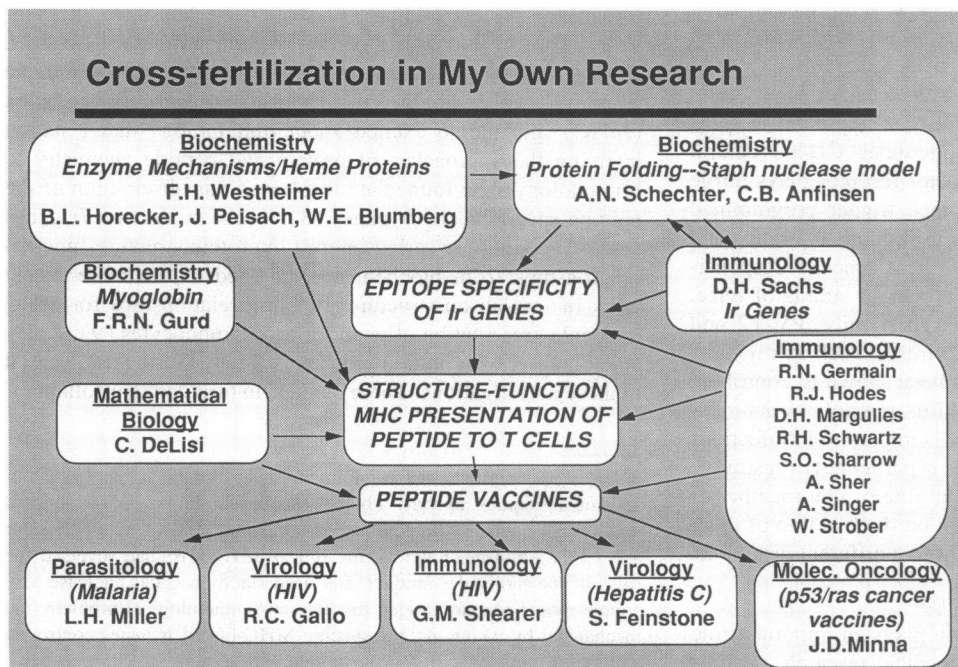 Cross-fertilization in My Own Research
Biochemistry
Enzyme Mechanisms/Heme Proteins
F.H. Westheimer
B.L. Horecker, J. Peisach, W.E. Blumberg
Biochemistry
Protein Folding--Staph nuclease model
A.N. Schechter, C.B. Anfinsen
Biochemistry
Myoglobin
F.R.N. Gurd
EPITOPE SPECIFICITY
OF Ir GENES
Immunology
D.H. Sachs
Ir Genes
Mathematical
Biology
C. DeLisi
STRUCTURE-FUNCTION
MHC PRESENTATION OF
PEPTIDE TO T CELLS
Immunology
R.N. Germain
R.J. Hodes
D.H. Margulies
R.H. Schwartz
S.O. Sharrow
A. Sher
A. Singer
W. Strober
PEPTIDE VACCINES
Parasitology
(Malaria)
L.H. Miller
Virology
(HIV)
R.C. Gallo
Immunology
(HIV)
G.M. Shearer
Virology
(Hepatitis C)
S. Feinstone
Molec. Oncology
(p53/ras cancer
vaccines)
J.D.Minna